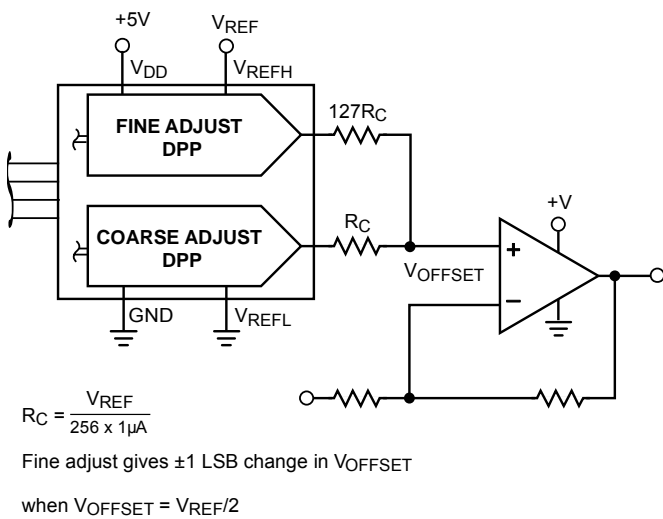 +5V
VREF
VDD
VREFH
FINE ADJUST
DPP
127RC
COARSE ADJUST
DPP
RC
+V
+
VOFFSET
–
GND
VREFL
RC = VREF / 256 x 1µA
Fine adjust gives ±1 LSB change in VOFFSET
when VOFFSET = VREF/2